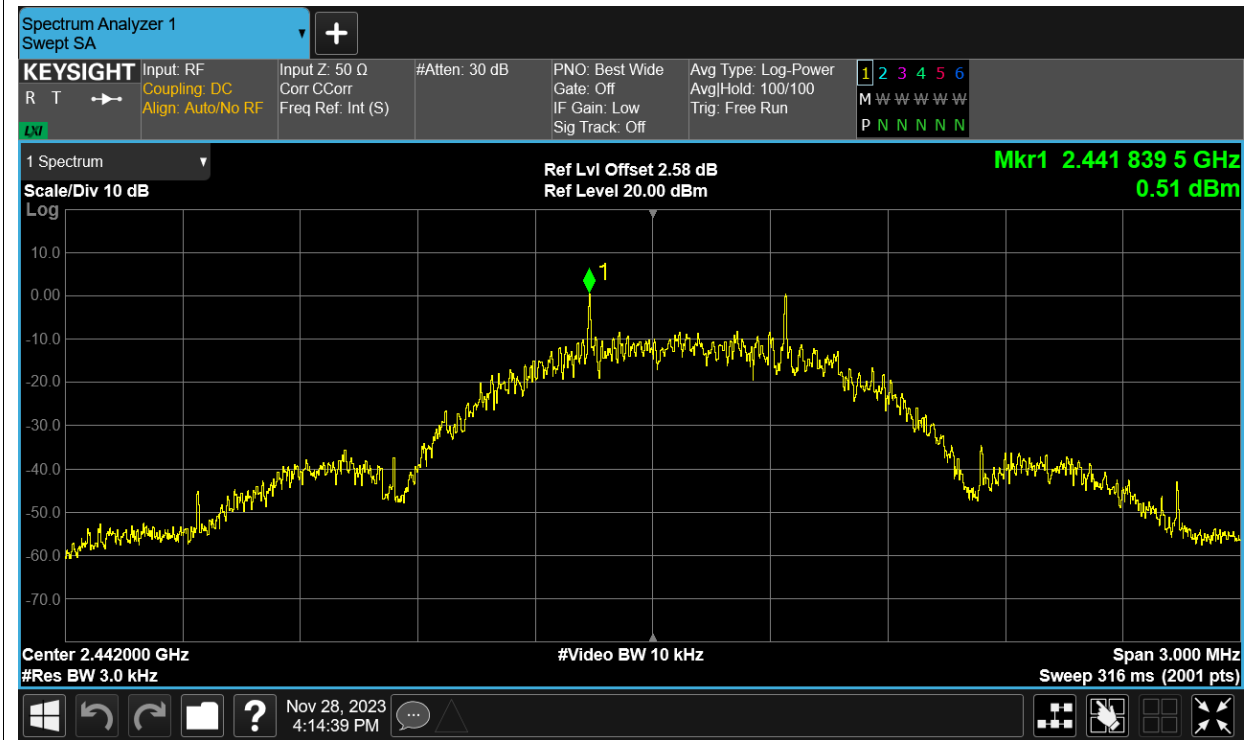 Spectrum Analyzer 1
Swept SA
+
KEYSIGHT
R T
LXI
Input: RF
Coupling: DC
Align: Auto/No RF
Input Z: 50 Ω
Corr CCorr
Freq Ref: Int (S)
#Atten: 30 dB
PNO: Best Wide
Gate: Off
IF Gain: Low
Sig Track: Off
Avg Type: Log-Power
Avg|Hold: 100/100
Trig: Free Run
1 2 3 4 5 6
M W W W W W
P N N N N N
1 Spectrum
Scale/Div 10 dB
Log
Ref Lvl Offset 2.58 dB
Ref Level 20.00 dBm
Mkr1 2.441 839 5 GHz
0.51 dBm
1
10.0
0.00
-10.0
-20.0
-30.0
-40.0
-50.0
-60.0
-70.0
Center 2.442000 GHz
#Res BW 3.0 kHz
#Video BW 10 kHz
Span 3.000 MHz
Sweep 316 ms (2001 pts)
?
Nov 28, 2023
4:14:39 PM